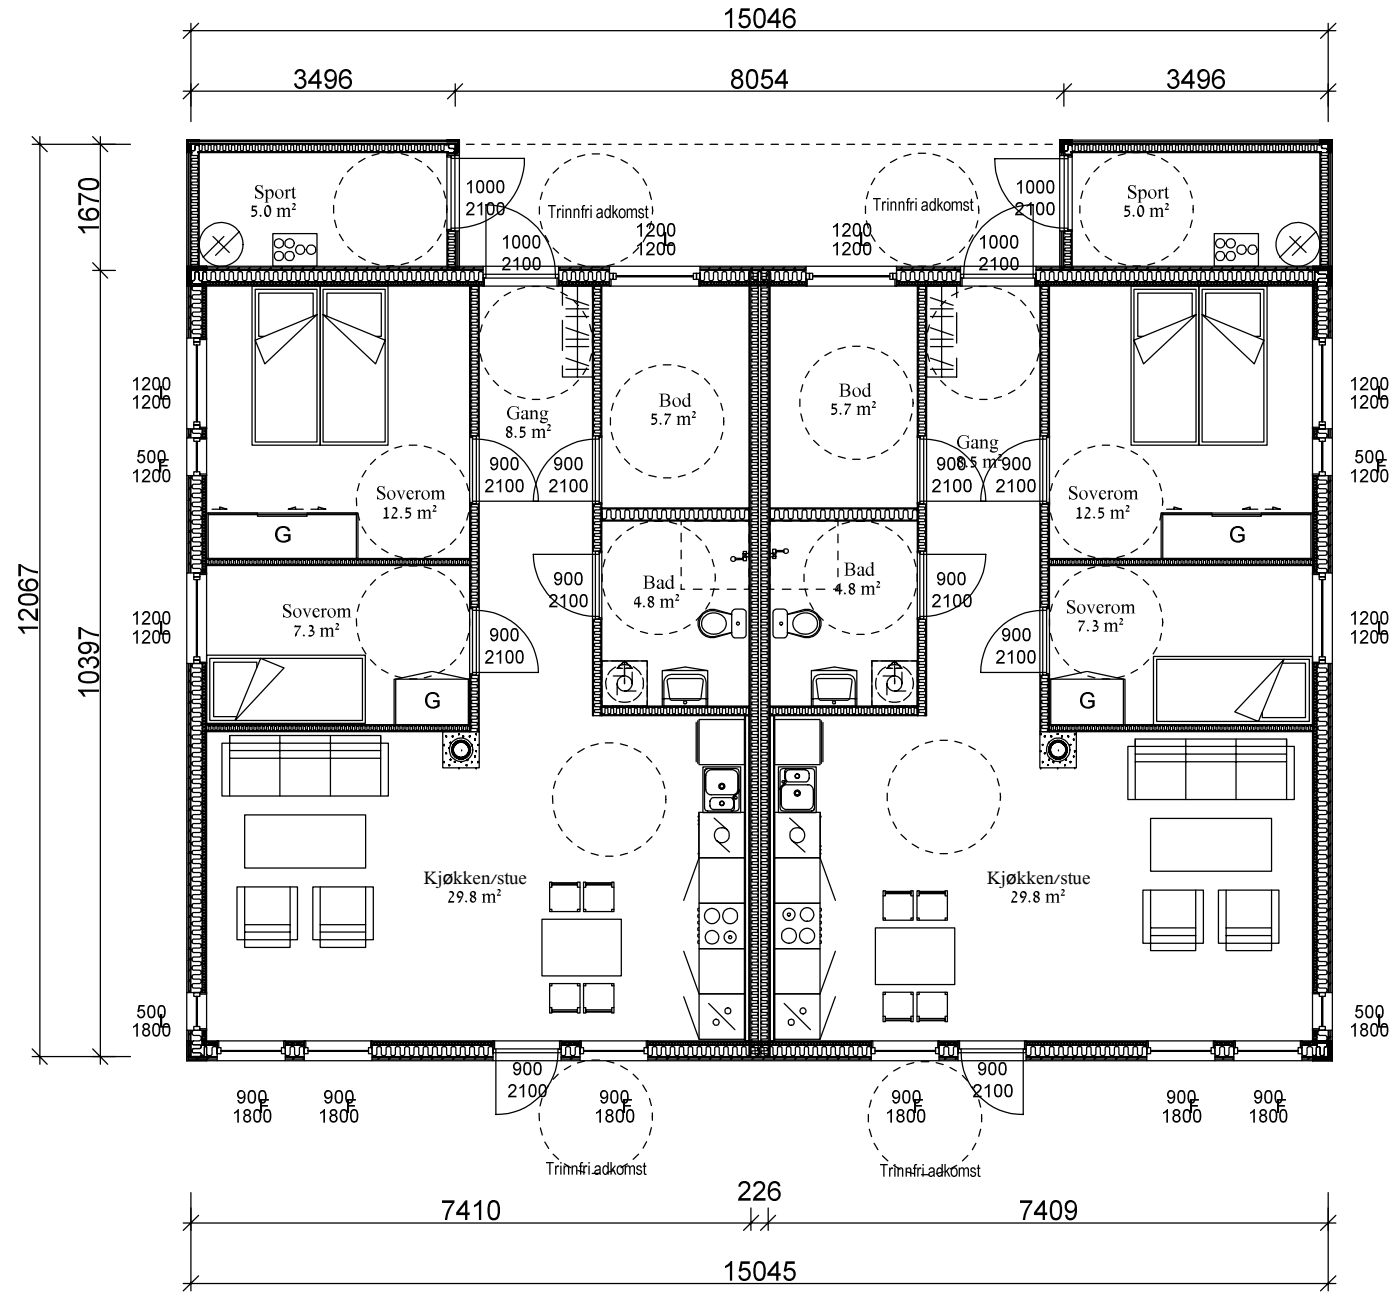 15046
3496
8054
3496
12067
1670
10397
Sport
5.0 m²
1000
2100
1000
2100
Trinnfri adkomst
1200
L
1200
1200
L
1200
Trinnfri adkomst
1000
2100
1000
2100
Sport
5.0 m²
1200
L
1200
500
F
1200
Gang
8.5 m²
Bod
5.7 m²
Bod
5.7 m²
Gang
8.5 m²
1200
L
1200
500
F
1200
900
2100
900
2100
900
2100
900
2100
Soverom
12.5 m²
G
Soverom
12.5 m²
G
1200
L
1200
Soverom
7.3 m²
G
900
2100
900
2100
Bad
4.8 m²
Bad
4.8 m²
900
2100
900
2100
Soverom
7.3 m²
G
1200
L
1200
Kjøkken/stue
29.8 m²
Kjøkken/stue
29.8 m²
500
L
1800
500
L
1800
900
F
1800
900
F
1800
900
2100
900
F
1800
900
F
1800
900
2100
900
F
1800
900
F
1800
Trinnfri adkomst
Trinnfri adkomst
7410
226
7409
15045